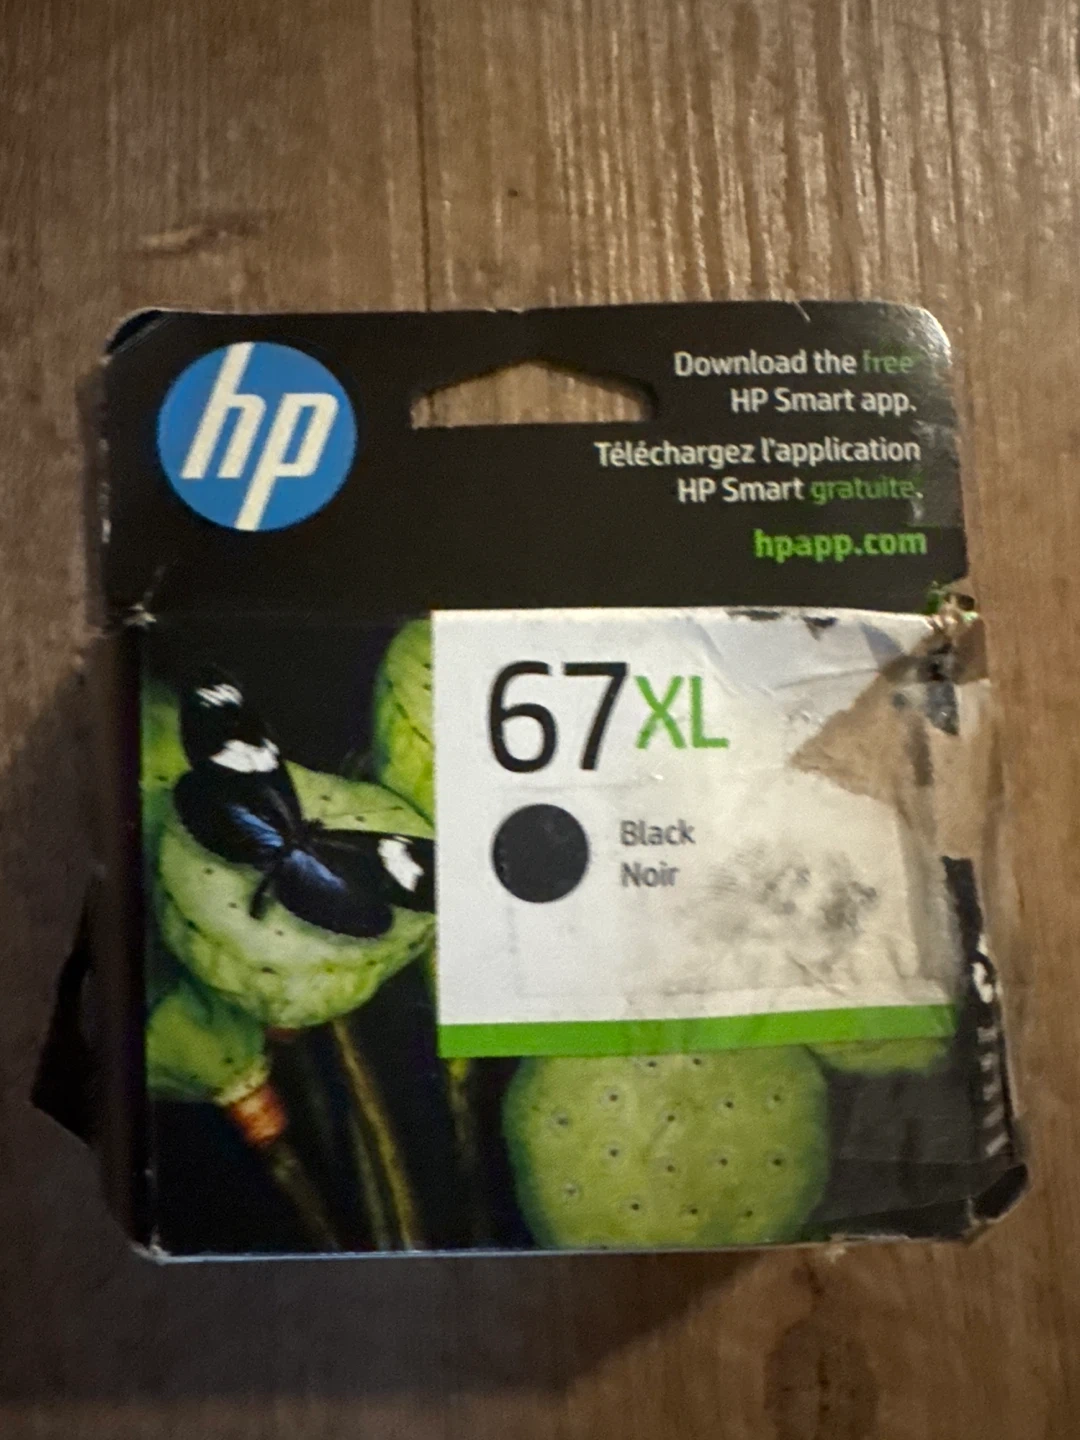 hp
Download the free
HP Smart app.
Téléchargez l'application
HP Smart gratuite.
hpapp.com
67XL
Black
Noir